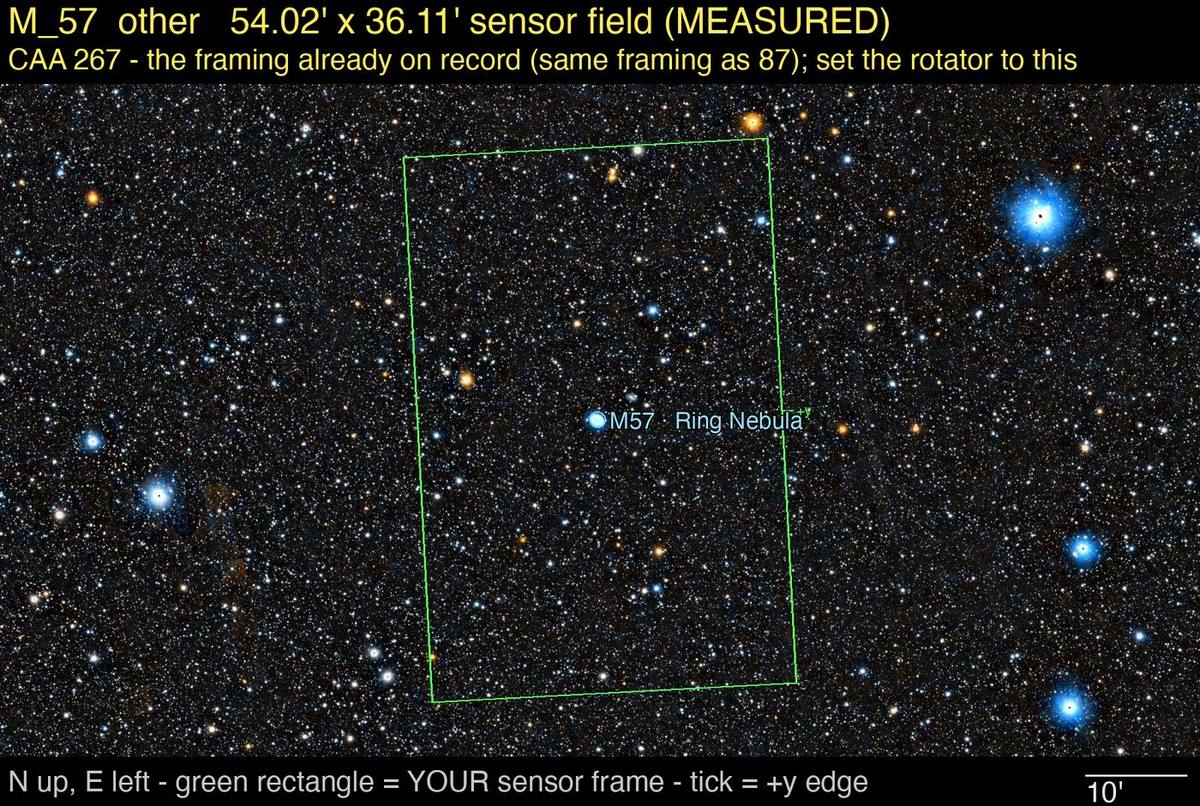 M_57 other 54.02' x 36.11' sensor field (MEASURED)
CAA 267 - the framing already on record (same framing as 87); set the rotator to this
M57 · Ring Nebula
+y
N up, E left - green rectangle = YOUR sensor frame - tick = +y edge
10'